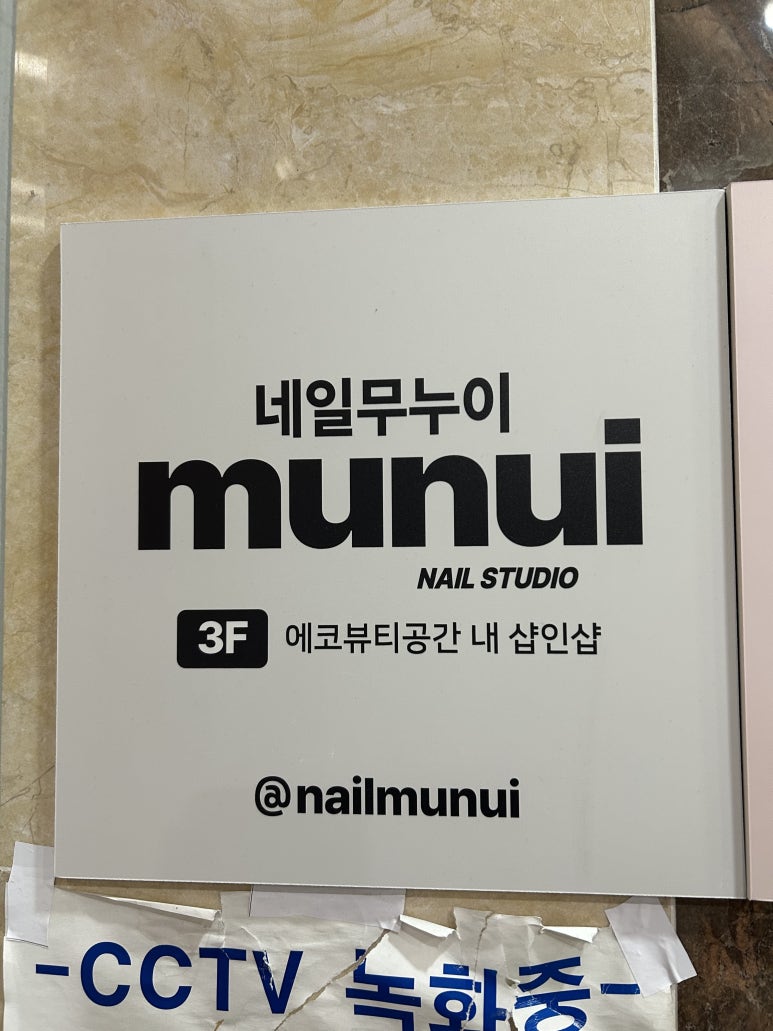 네일무누이
munui
NAIL STUDIO
3F 에코뷰티공간 내 샵인샵
@nailmunui
-CCTV 녹화중-